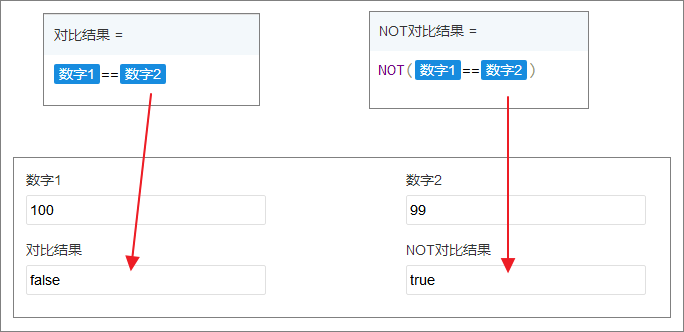 对比结果 =
数字1==数字2
NOT对比结果 =
NOT(数字1==数字2)
数字1
100
数字2
99
对比结果
false
NOT对比结果
true